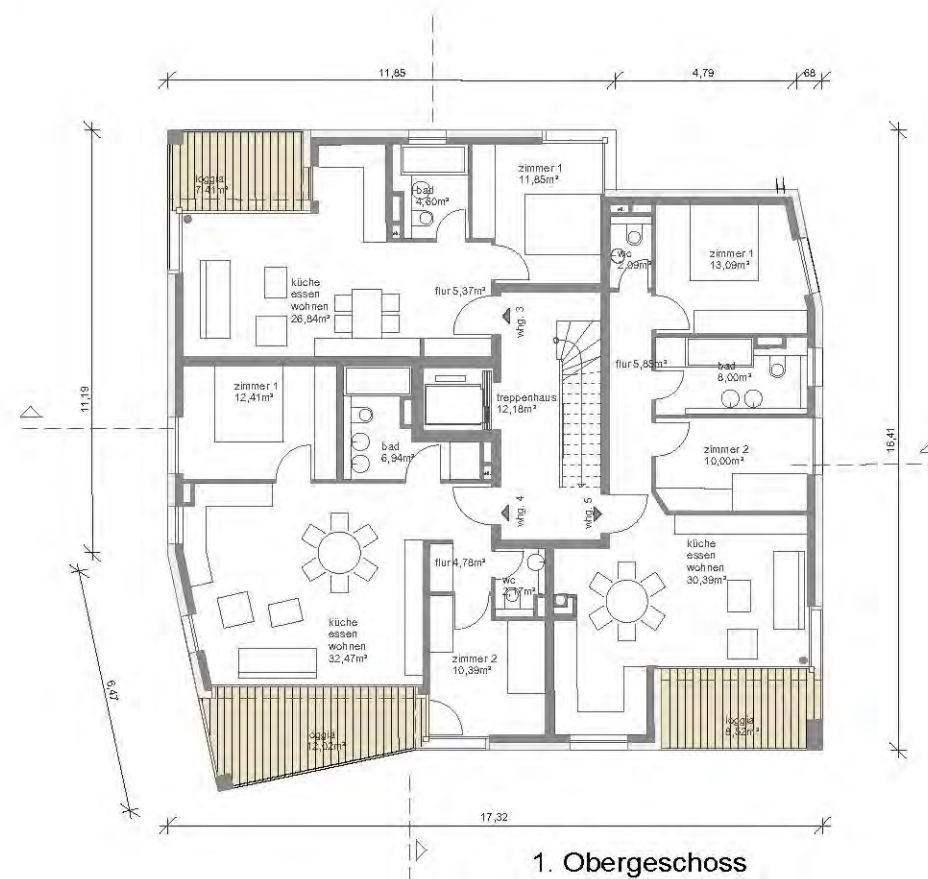 11,85
4,79
68
loggia
7,41m²
bad
4,60m²
zimmer 1
11,85m²
wc
2,09m²
zimmer 1
13,09m²
küche
essen
wohnen
26,84m²
flur 5,37m²
whg. 3
flur 5,85m²
bad
8,00m²
11,19
zimmer 1
12,41m²
treppenhaus
12,18m²
16,41
bad
6,94m²
zimmer 2
10,00m²
whg. 4
whg. 5
küche
essen
wohnen
30,39m²
flur 4,78m²
wc
küche
essen
wohnen
32,47m²
zimmer 2
10,39m²
6,47
loggia
12,02m²
loggia
8,52m²
17,32
1. Obergeschoss